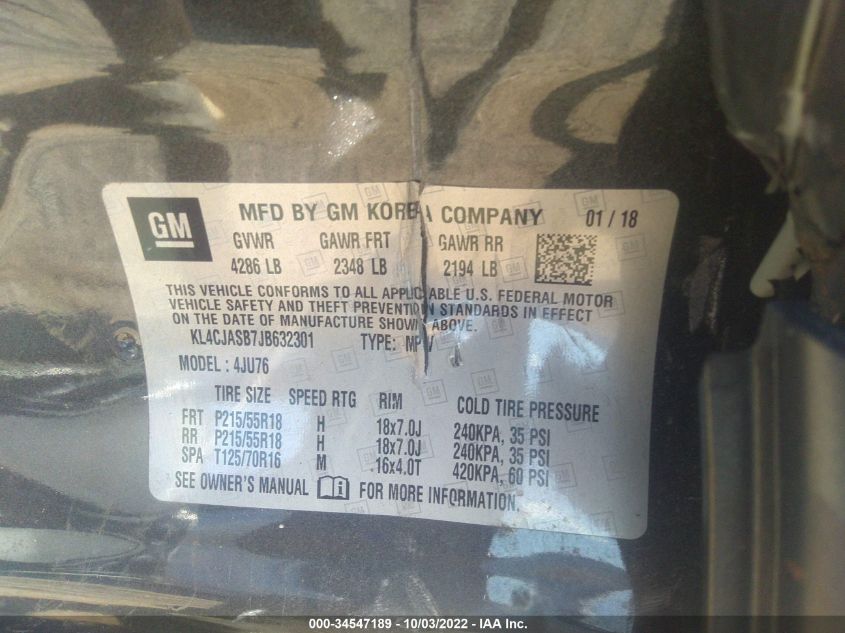 GM MFD BY GM KOREA COMPANY 01 / 18
GVWR GAWR FRT GAWR RR
4286 LB 2348 LB 2194 LB
THIS VEHICLE CONFORMS TO ALL APPLICABLE U.S. FEDERAL MOTOR
VEHICLE SAFETY AND THEFT PREVENTION STANDARDS IN EFFECT
ON THE DATE OF MANUFACTURE SHOWN ABOVE.
KL4CJASB7JB632301 TYPE: MPV
MODEL : 4JU76
TIRE SIZE SPEED RTG RIM COLD TIRE PRESSURE
FRT P215/55R18 H 18x7.0J 240KPA, 35 PSI
RR P215/55R18 H 18x7.0J 240KPA, 35 PSI
SPA T125/70R16 M 16x4.0T 420KPA, 60 PSI
SEE OWNER'S MANUAL FOR MORE INFORMATION.
000-34547189 - 10/03/2022 - IAA Inc.